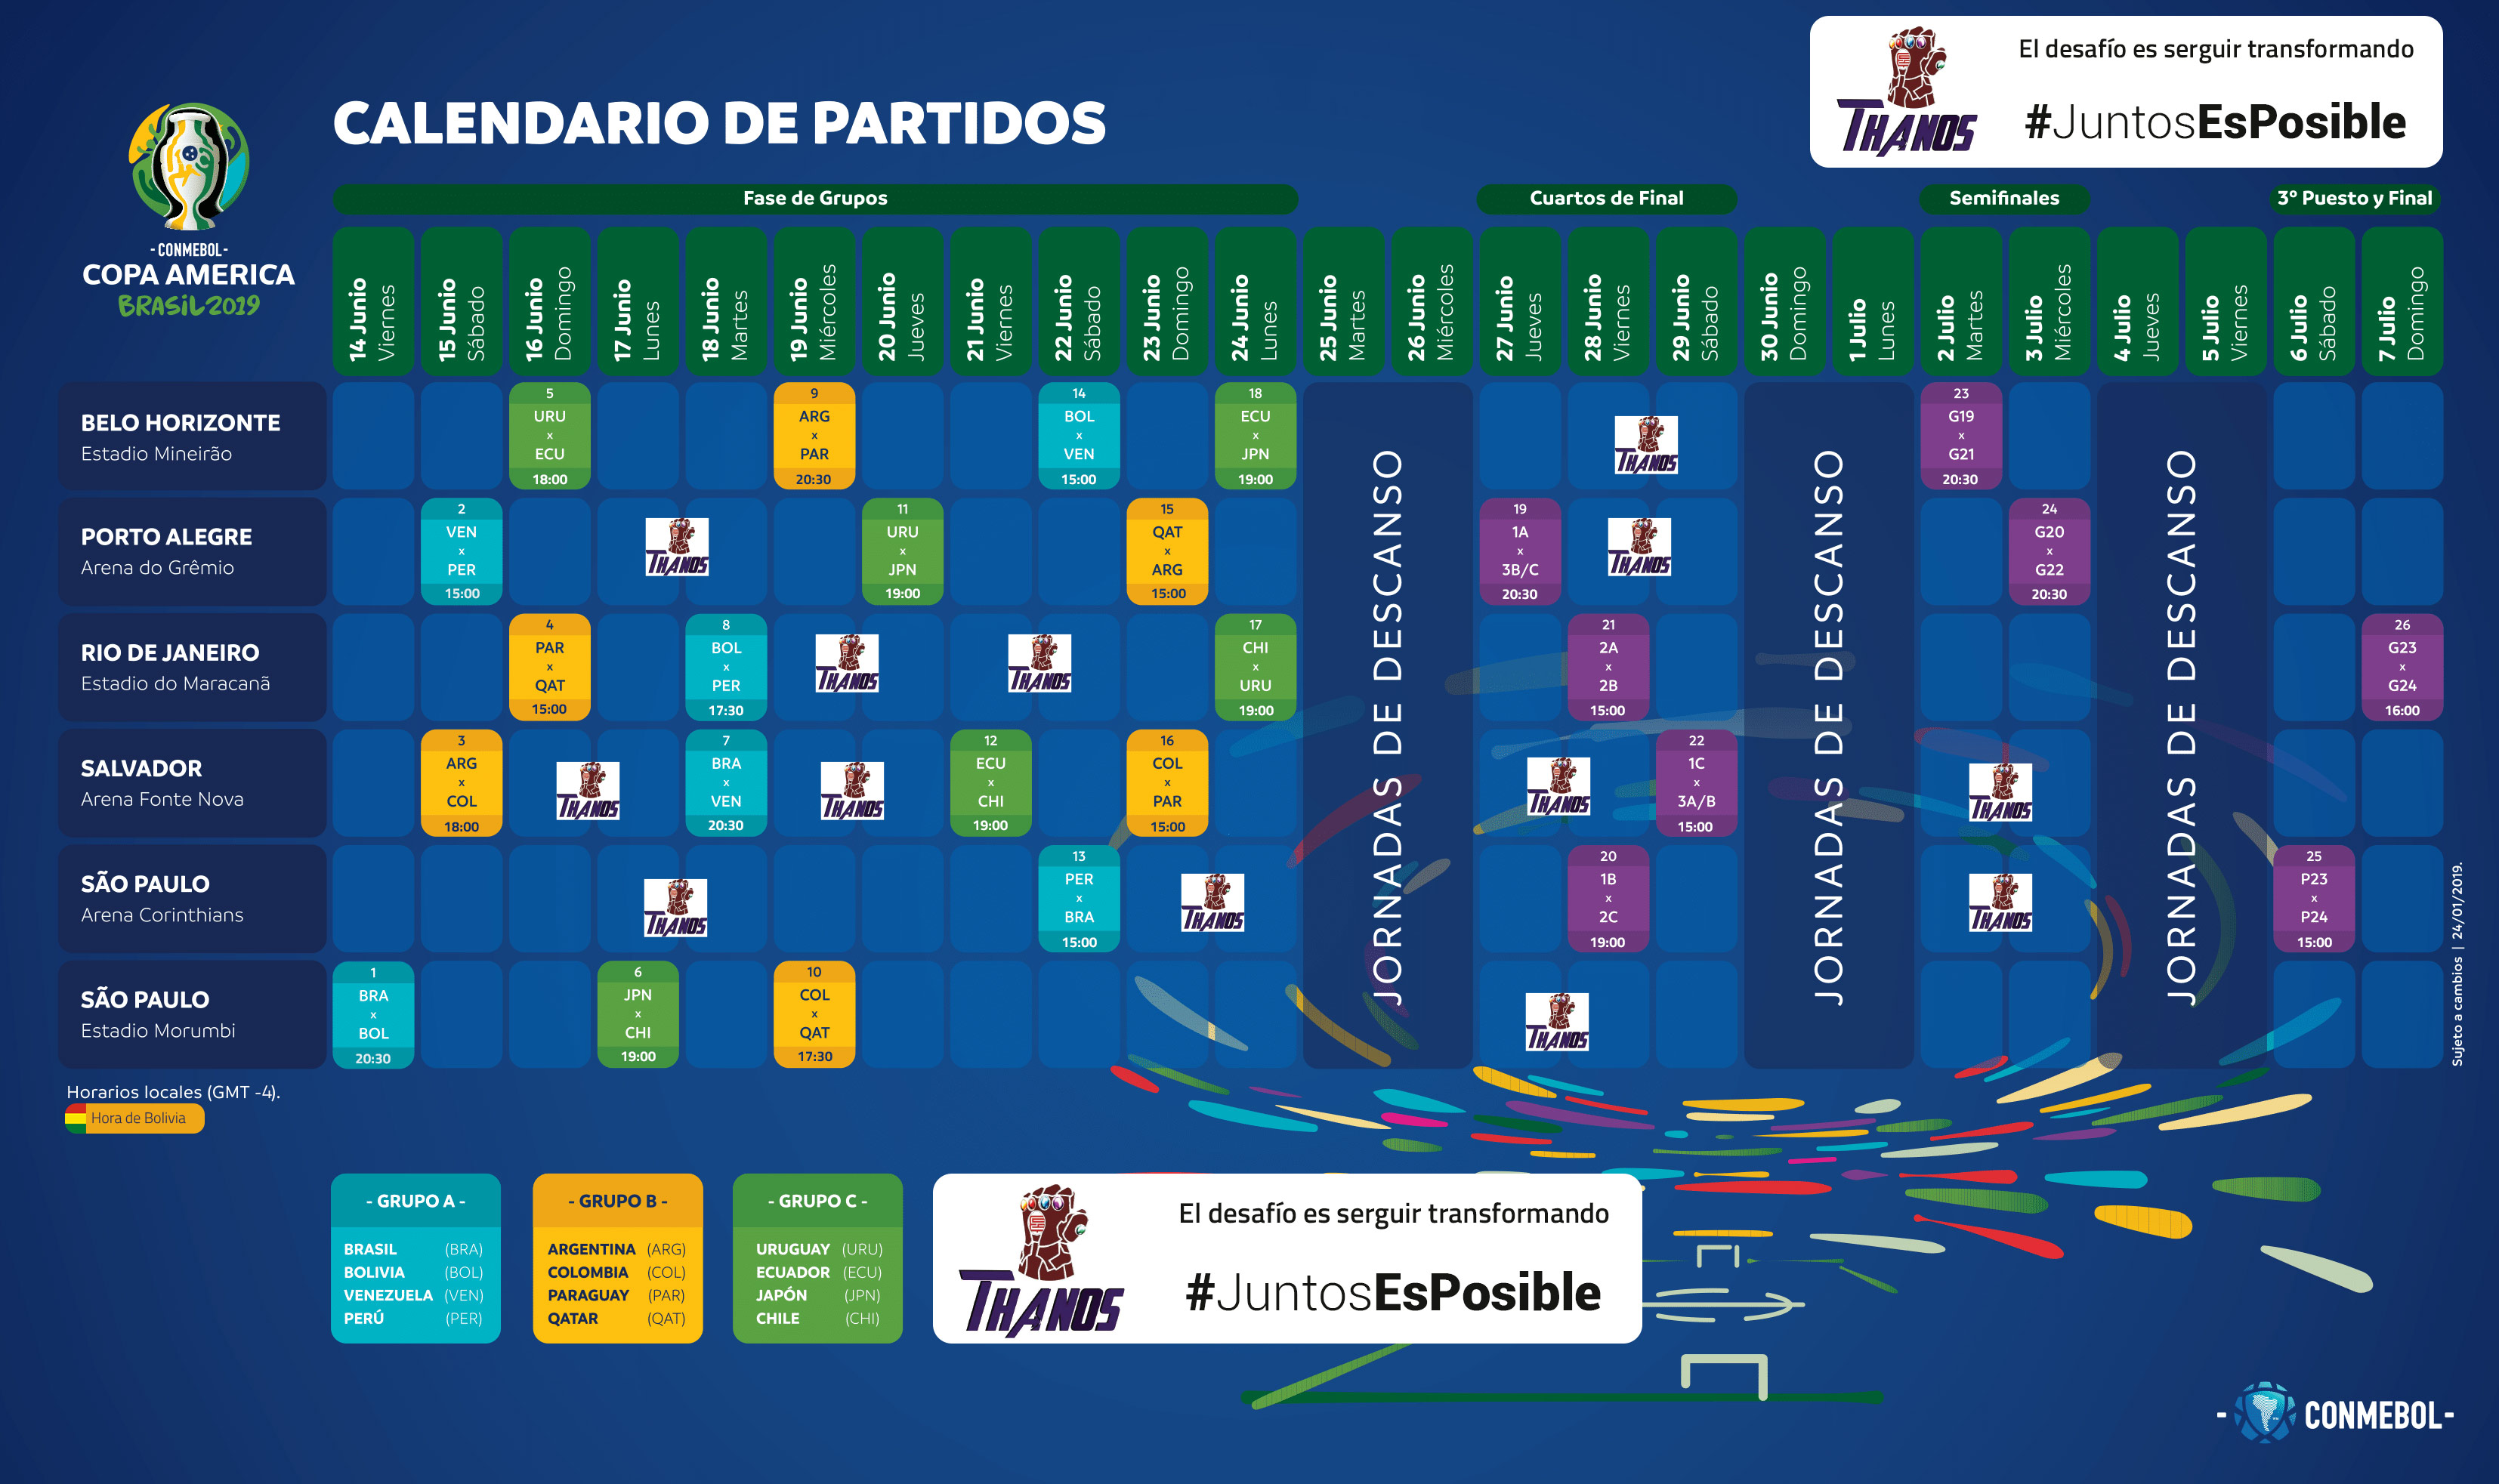 THANOS
El desafío es serguir transformando
#JuntosEsPosible
CALENDARIO DE PARTIDOS
- CONMEBOL -
COPA AMERICA
BRASiL 2019
Fase de Grupos
Cuartos de Final
Semifinales
3° Puesto y Final
14 Junio
Viernes
15 Junio
Sábado
16 Junio
Domingo
17 Junio
Lunes
18 Junio
Martes
19 Junio
Miércoles
20 Junio
Jueves
21 Junio
Viernes
22 Junio
Sábado
23 Junio
Domingo
24 Junio
Lunes
25 Junio
Martes
26 Junio
Miércoles
27 Junio
Jueves
28 Junio
Viernes
29 Junio
Sábado
30 Junio
Domingo
1 Julio
Lunes
2 Julio
Martes
3 Julio
Miércoles
4 Julio
Jueves
5 Julio
Viernes
6 Julio
Sábado
7 Julio
Domingo
BELO HORIZONTE
Estadio Mineirão
5
URU
x
ECU
18:00
9
ARG
x
PAR
20:30
14
BOL
x
VEN
15:00
18
ECU
x
JPN
19:00
THANOS
23
G19
x
G21
20:30
PORTO ALEGRE
Arena do Grêmio
2
VEN
x
PER
15:00
THANOS
11
URU
x
JPN
19:00
15
QAT
x
ARG
15:00
19
1A
x
3B/C
20:30
THANOS
24
G20
x
G22
20:30
RIO DE JANEIRO
Estadio do Maracanã
4
PAR
x
QAT
15:00
8
BOL
x
PER
17:30
THANOS
THANOS
17
CHI
x
URU
19:00
21
2A
x
2B
15:00
26
G23
x
G24
16:00
SALVADOR
Arena Fonte Nova
3
ARG
x
COL
18:00
THANOS
7
BRA
x
VEN
20:30
THANOS
12
ECU
x
CHI
19:00
16
COL
x
PAR
15:00
THANOS
22
1C
x
3A/B
15:00
THANOS
SÃO PAULO
Arena Corinthians
THANOS
13
PER
x
BRA
15:00
THANOS
20
1B
x
2C
19:00
THANOS
25
P23
x
P24
15:00
SÃO PAULO
Estadio Morumbi
1
BRA
x
BOL
20:30
6
JPN
x
CHI
19:00
10
COL
x
QAT
17:30
THANOS
JORNADAS DE DESCANSO
JORNADAS DE DESCANSO
JORNADAS DE DESCANSO
Sujeto a cambios | 24/01/2019.
Horarios locales (GMT -4).
Hora de Bolivia
- GRUPO A -
BRASIL (BRA)
BOLIVIA (BOL)
VENEZUELA (VEN)
PERÚ (PER)
- GRUPO B -
ARGENTINA (ARG)
COLOMBIA (COL)
PARAGUAY (PAR)
QATAR (QAT)
- GRUPO C -
URUGUAY (URU)
ECUADOR (ECU)
JAPÓN (JPN)
CHILE (CHI)
THANOS
El desafío es serguir transformando
#JuntosEsPosible
- CONMEBOL -